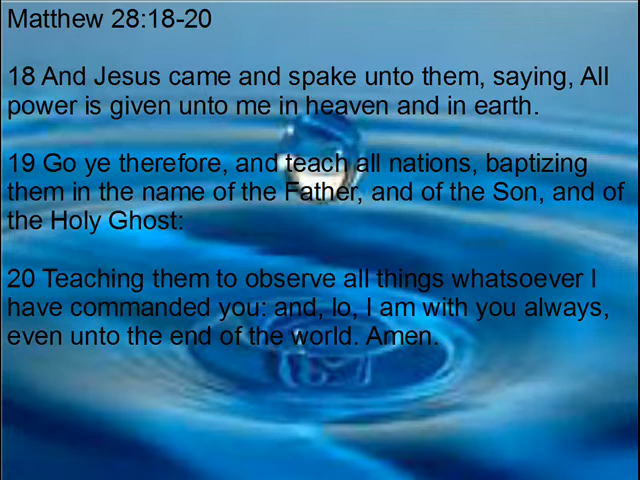 Matthew 28:18-20
18 And Jesus came and spake unto them, saying, All
power is given unto me in heaven and in earth.
19 Go ye therefore, and teach all nations, baptizing
them in the name of the Father, and of the Son, and of
the Holy Ghost:
20 Teaching them to observe all things whatsoever I
have commanded you: and, lo, I am with you always,
even unto the end of the world. Amen.